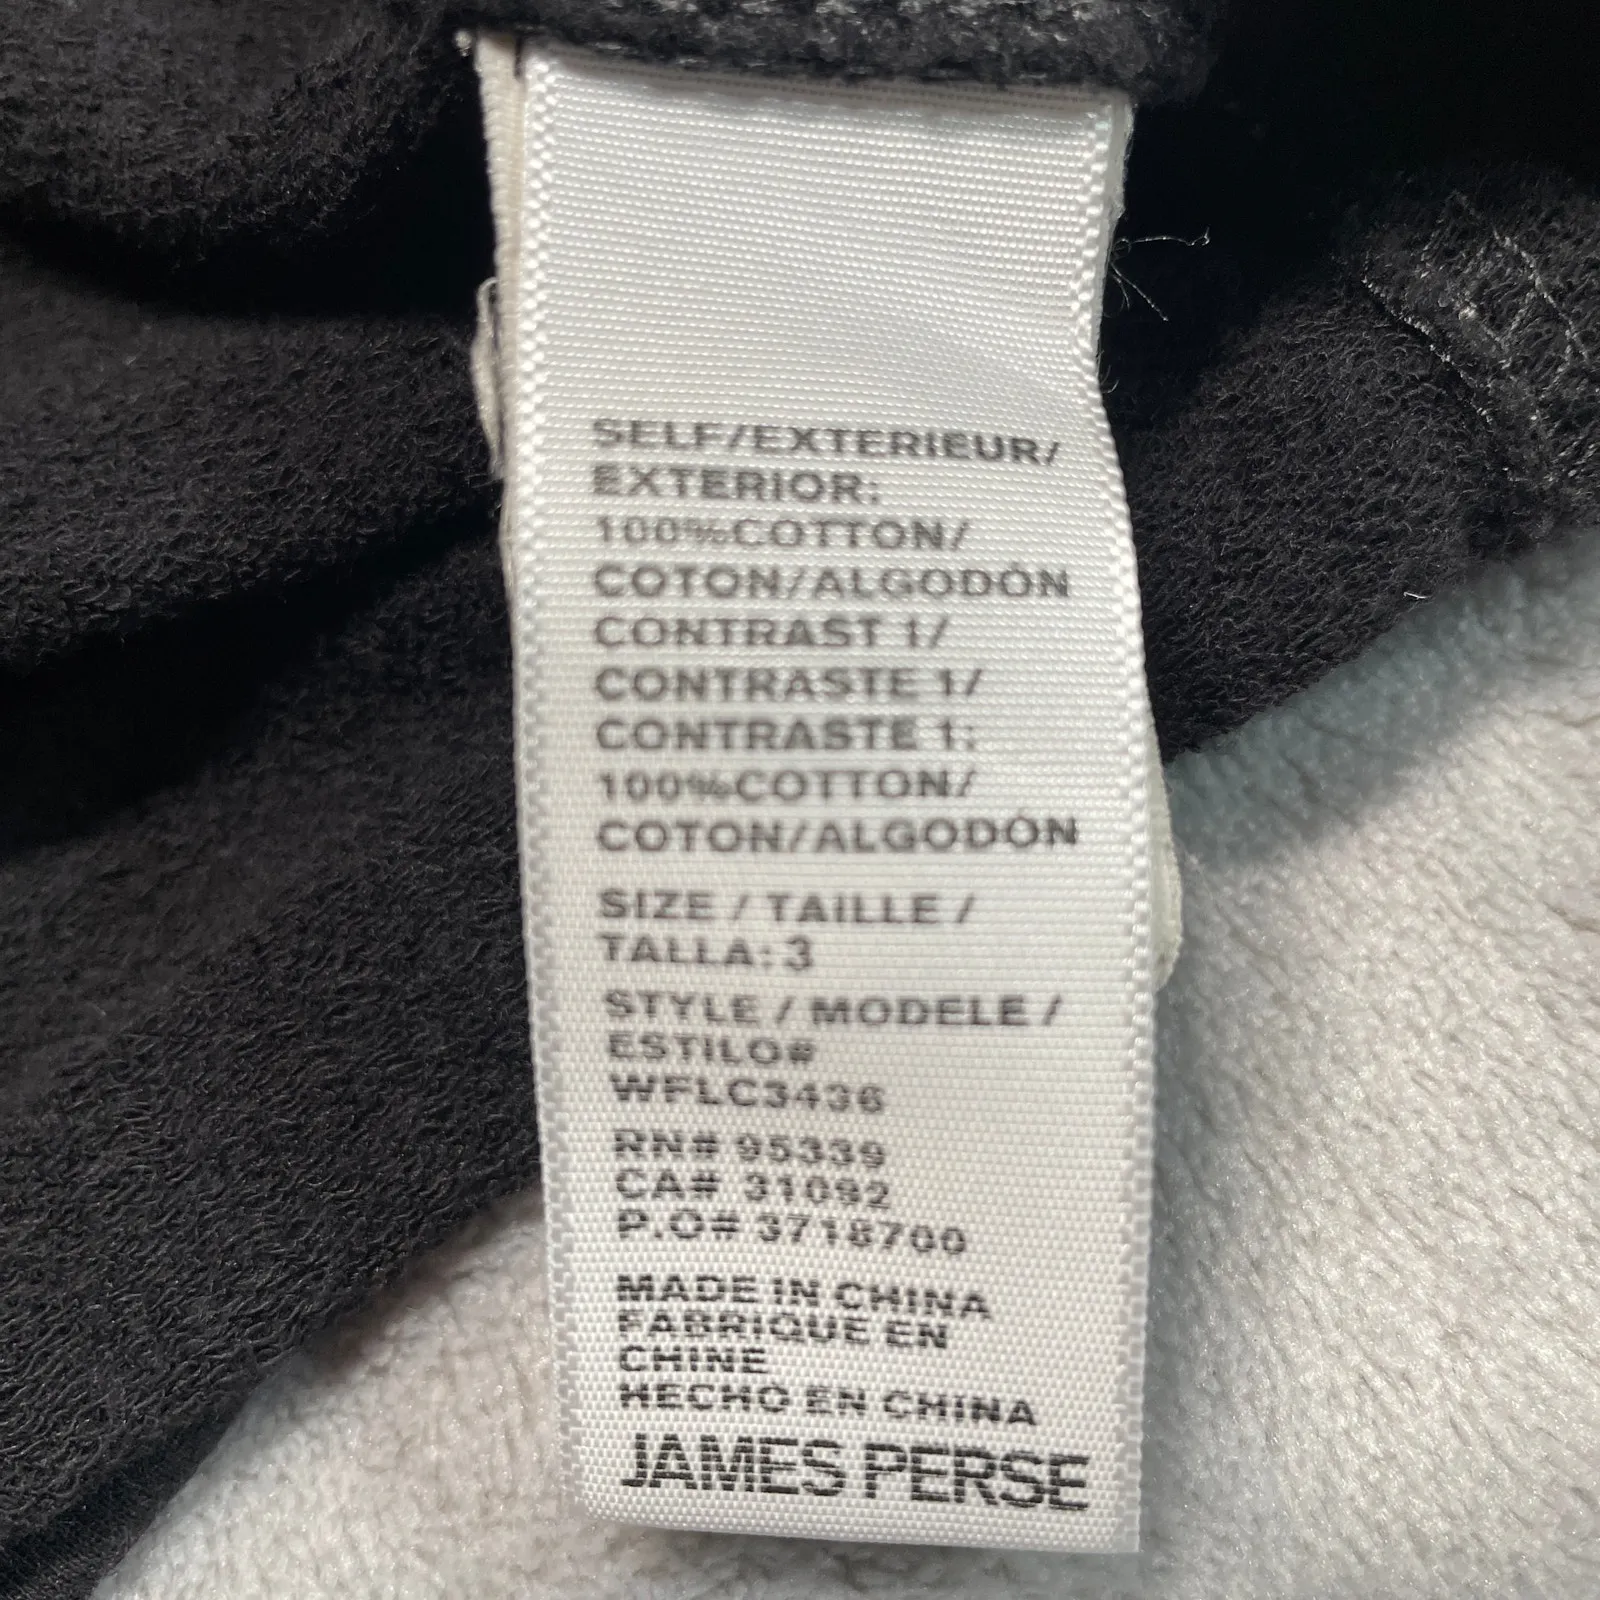 SELF/EXTERIEUR/
EXTERIOR:
100%COTTON/
COTON/ALGODÓN
CONTRAST 1/
CONTRASTE 1/
CONTRASTE 1:
100%COTTON/
COTON/ALGODÓN
SIZE / TAILLE /
TALLA: 3
STYLE / MODELE /
ESTILO#
WFLC3436
RN# 95339
CA# 31092
P.O# 3718700
MADE IN CHINA
FABRIQUE EN
CHINE
HECHO EN CHINA
JAMES PERSE